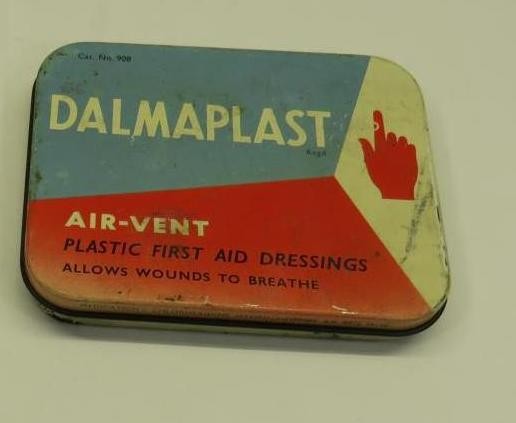 Cat. No. 908
DALMAPLAST
Regd
AIR-VENT
PLASTIC FIRST AID DRESSINGS
ALLOWS WOUNDS TO BREATHE